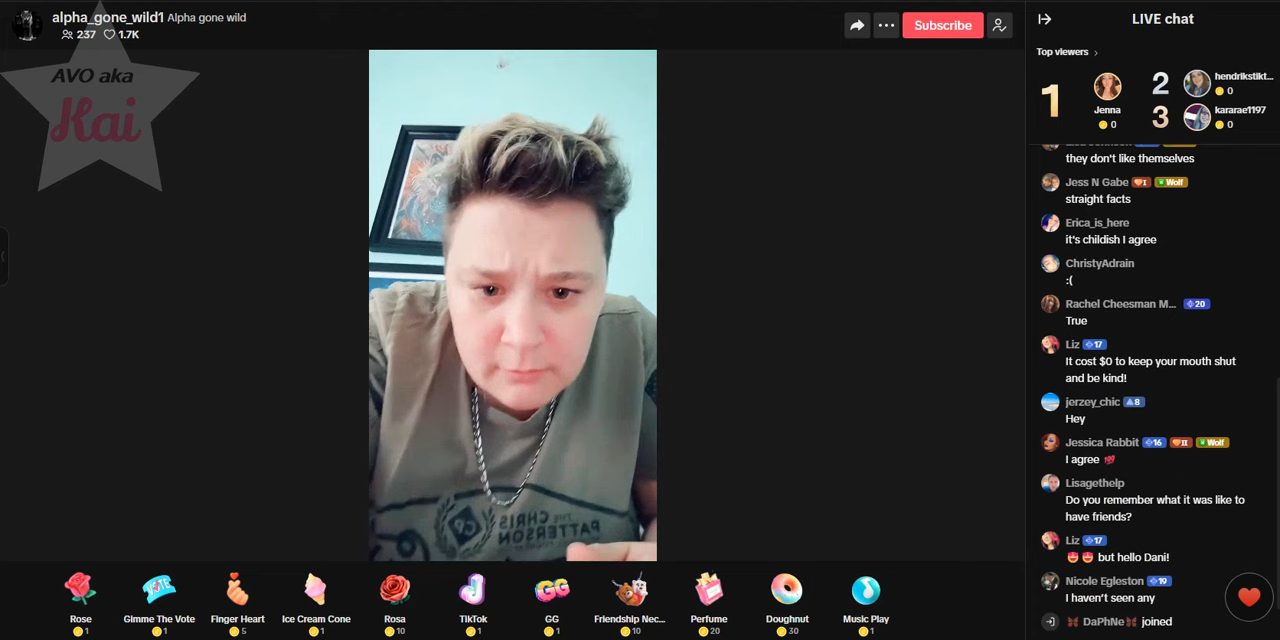 alpha_gone_wild1 Alpha gone wild
237 1.7K
AVO aka
Kai
Subscribe
LIVE chat
Top viewers
1
Jenna
0
2
hendrikstikt...
0
3
kararae1197
0
they don't like themselves
Jess N Gabe I Wolf
straight facts
Erica_is_here
it's childish I agree
ChristyAdrain
:(
Rachel Cheesman M... 20
True
Liz 17
It cost $0 to keep your mouth shut
and be kind!
jerzey_chic 8
Hey
Jessica Rabbit 16 II Wolf
I agree
Lisagethelp
Do you remember what it was like to
have friends?
Liz 17
😍 😍 but hello Dani!
Nicole Egleston 19
I haven't seen any
DaPhNe joined
THE CHRIS
PATTERSON
CP
VOTE
GG
Rose
1
Gimme The Vote
1
Finger Heart
5
Ice Cream Cone
1
Rosa
10
TikTok
1
GG
1
Friendship Nec...
10
Perfume
20
Doughnut
30
Music Play
1